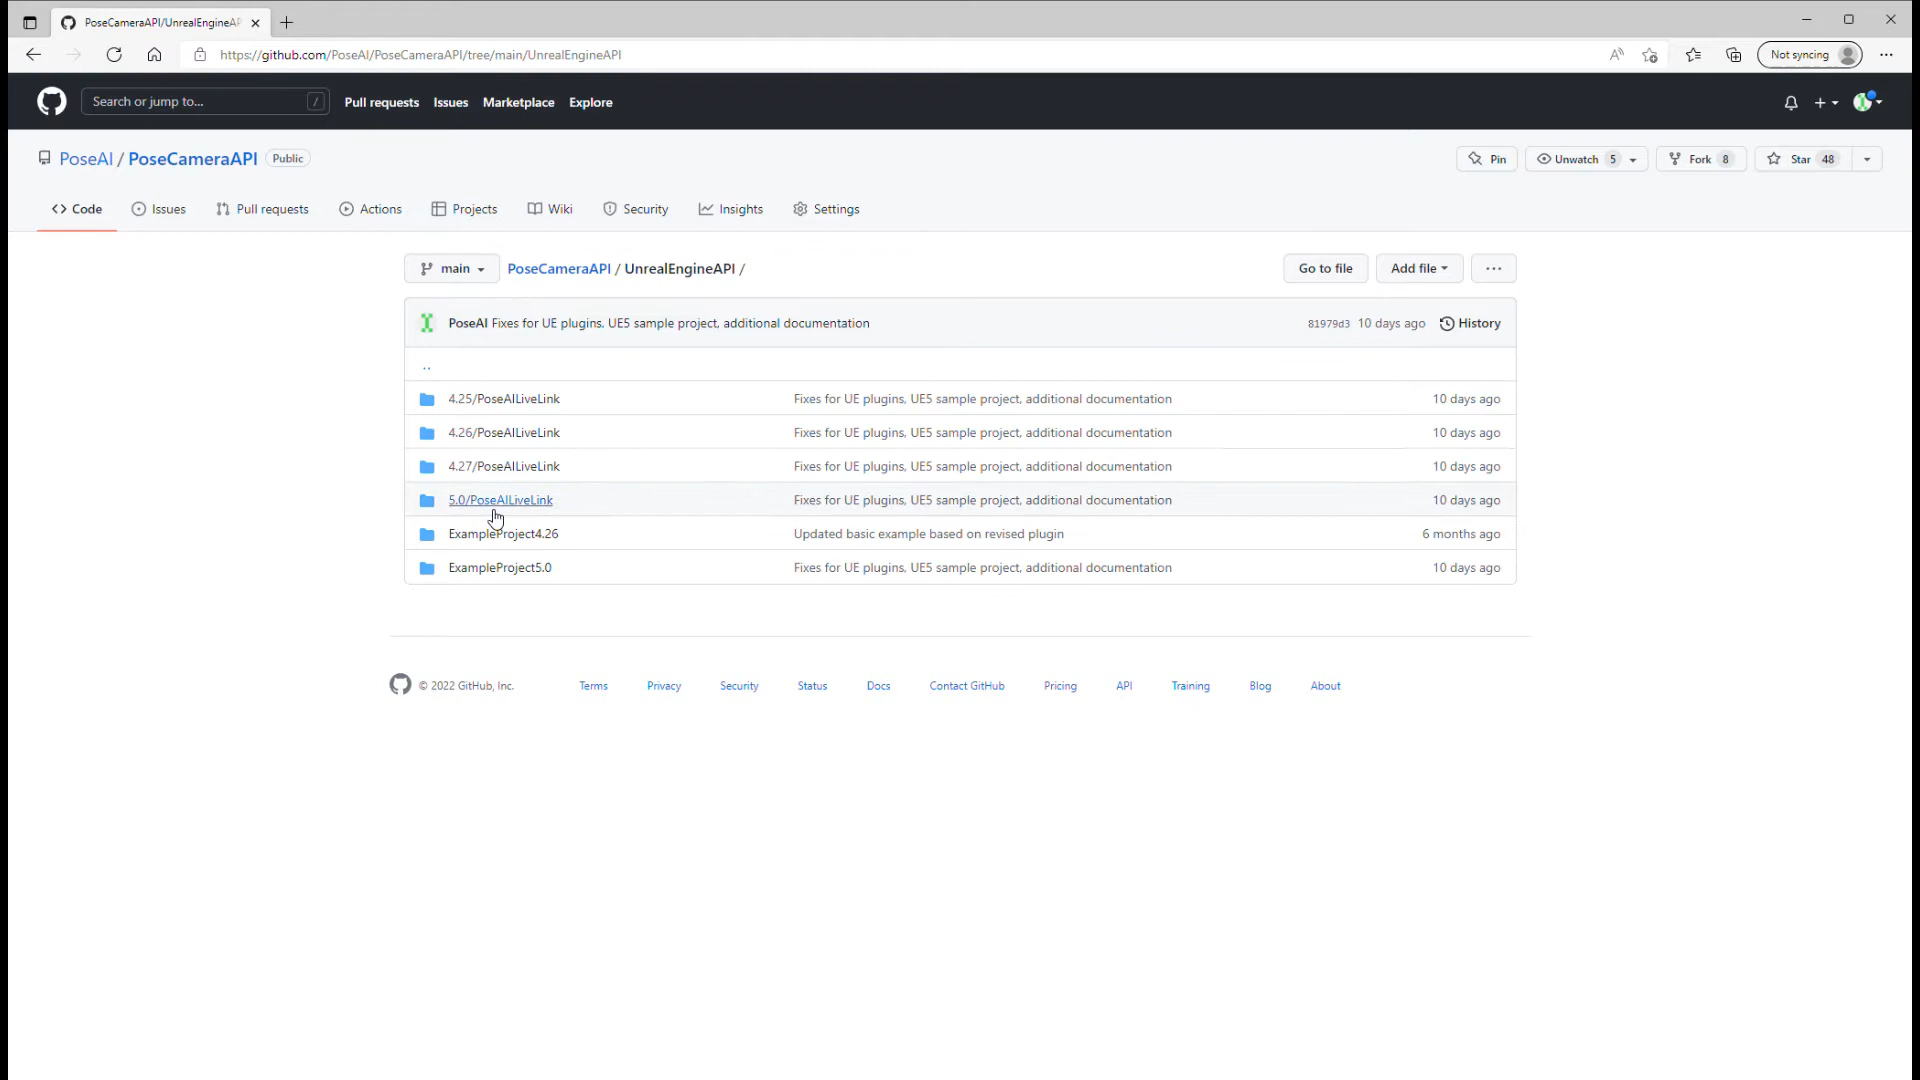 PoseCameraAPI/UnrealEngineAP
https://github.com/PoseAI/PoseCameraAPI/tree/main/UnrealEngineAPI
Not syncing
Search or jump to... /
Pull requests Issues Marketplace Explore
PoseAI / PoseCameraAPI Public
Pin Unwatch 5 Fork 8 Star 48
Code Issues Pull requests Actions Projects Wiki Security Insights Settings
main PoseCameraAPI / UnrealEngineAPI / Go to file Add file ...
PoseAI Fixes for UE plugins. UE5 sample project, additional documentation 81979d3 10 days ago History
..
4.25/PoseAILiveLink Fixes for UE plugins, UE5 sample project, additional documentation 10 days ago
4.26/PoseAILiveLink Fixes for UE plugins, UE5 sample project, additional documentation 10 days ago
4.27/PoseAILiveLink Fixes for UE plugins, UE5 sample project, additional documentation 10 days ago
5.0/PoseAILiveLink Fixes for UE plugins, UE5 sample project, additional documentation 10 days ago
ExampleProject4.26 Updated basic example based on revised plugin 6 months ago
ExampleProject5.0 Fixes for UE plugins, UE5 sample project, additional documentation 10 days ago
© 2022 GitHub, Inc. Terms Privacy Security Status Docs Contact GitHub Pricing API Training Blog About